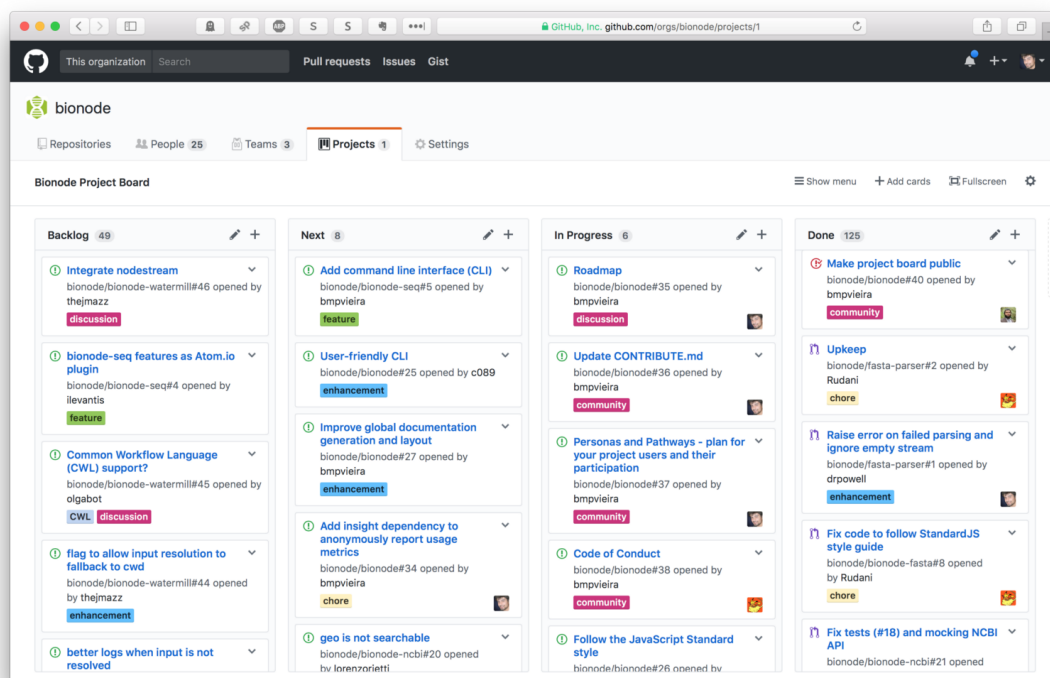 S
S
GitHub, Inc. github.com/orgs/bionode/projects/1
This organization Search Pull requests Issues Gist
bionode
Repositories People 25 Teams 3 Projects 1 Settings
Bionode Project Board Show menu Add cards Fullscreen
Backlog 49
Integrate nodestream
bionode/bionode-watermill#46 opened by
thejmazz
discussion
bionode-seq features as Atom.io
plugin
bionode/bionode-seq#4 opened by
ilevantis
feature
Common Workflow Language
(CWL) support?
bionode/bionode-watermill#45 opened by
olgabot
CWL discussion
flag to allow input resolution to
fallback to cwd
bionode/bionode-watermill#44 opened
by thejmazz
enhancement
better logs when input is not
resolved
Next 8
Add command line interface (CLI)
bionode/bionode-seq#5 opened by
bmpvieira
feature
User-friendly CLI
bionode/bionode#25 opened by c089
enhancement
Improve global documentation
generation and layout
bionode/bionode#27 opened by
bmpvieira
enhancement
Add insight dependency to
anonymously report usage
metrics
bionode/bionode#34 opened by
bmpvieira
chore
geo is not searchable
bionode/bionode-ncbi#20 opened
by lorenzorietti
In Progress 6
Roadmap
bionode/bionode#35 opened by
bmpvieira
discussion
Update CONTRIBUTE.md
bionode/bionode#36 opened by
bmpvieira
community
Personas and Pathways - plan for
your project users and their
participation
bionode/bionode#37 opened by
bmpvieira
community
Code of Conduct
bionode/bionode#38 opened by
bmpvieira
community
Follow the JavaScript Standard
style
bionode/bionode#26 opened by
Done 125
Make project board public
bionode/bionode#40 opened by
bmpvieira
community
Upkeep
bionode/fasta-parser#2 opened by
Rudani
chore
Raise error on failed parsing and
ignore empty stream
bionode/fasta-parser#1 opened by
drpowell
enhancement
Fix code to follow StandardJS
style guide
bionode/bionode-fasta#8 opened
by Rudani
chore
Fix tests (#18) and mocking NCBI
API
bionode/bionode-ncbi#21 opened